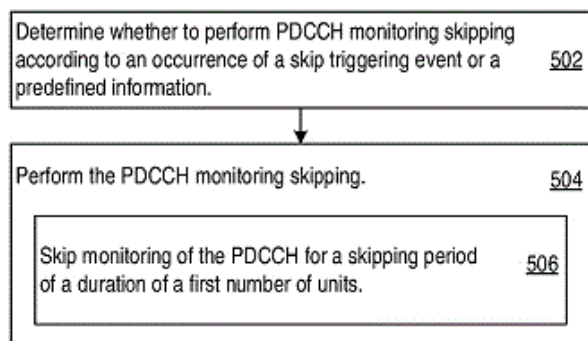 Determine whether to perform PDCCH monitoring skipping
according to an occurrence of a skip triggering event or a 502
predefined information.
Perform the PDCCH monitoring skipping. 504
Skip monitoring of the PDCCH for a skipping period 506
of a duration of a first number of units.